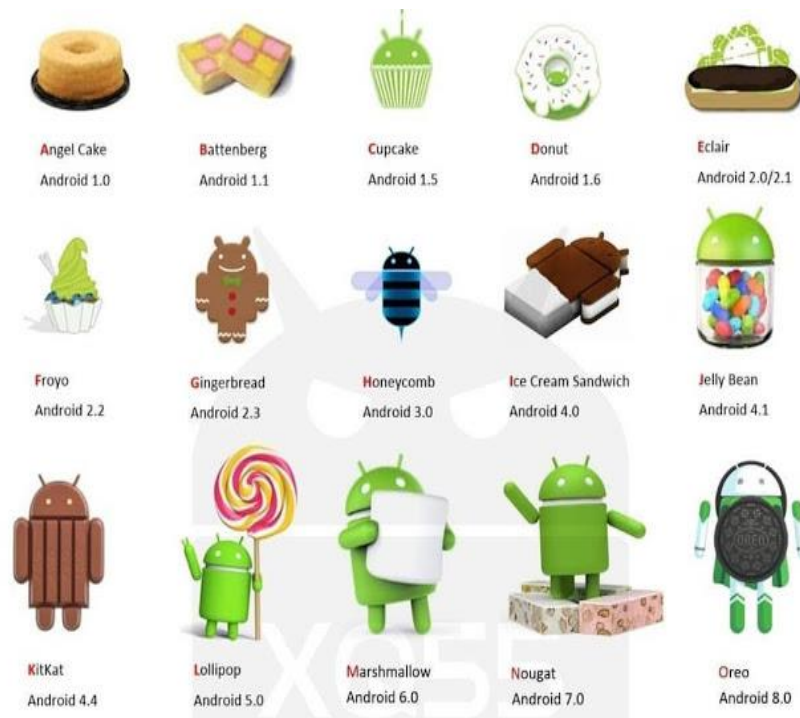 Angel Cake
Android 1.0
Battenberg
Android 1.1
Cupcake
Android 1.5
Donut
Android 1.6
Eclair
Android 2.0/2.1
Froyo
Android 2.2
Gingerbread
Android 2.3
Honeycomb
Android 3.0
Ice Cream Sandwich
Android 4.0
Jelly Bean
Android 4.1
KitKat
Android 4.4
Lollipop
Android 5.0
Marshmallow
Android 6.0
Nougat
Android 7.0
OREO
Oreo
Android 8.0
XQ55